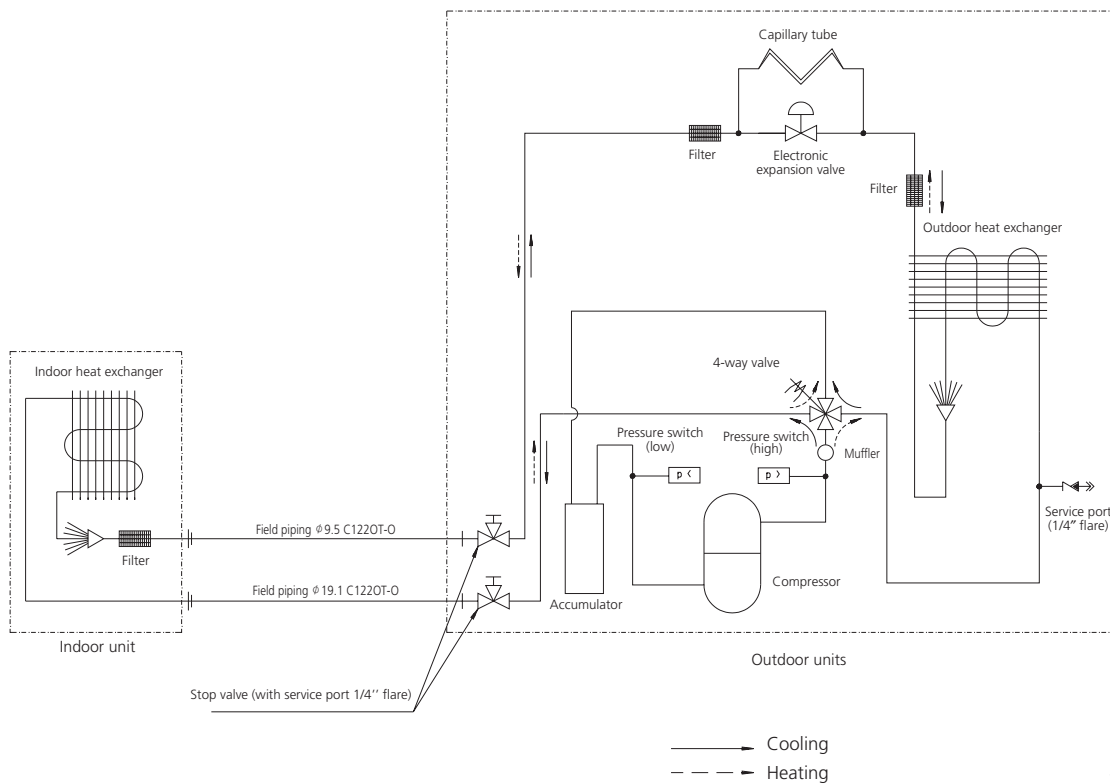 Capillary tube
Filter
Electronic
expansion valve
Filter
Outdoor heat exchanger
Indoor heat exchanger
4-way valve
Pressure switch
(low)
Pressure switch
(high)
Muffler
P <
P >
Service port
(1/4" flare)
Field piping φ9.5 C122OT-O
Filter
Compressor
Field piping φ19.1 C122OT-O
Accumulator
Indoor unit
Outdoor units
Stop valve (with service port 1/4'' flare)
Cooling
Heating